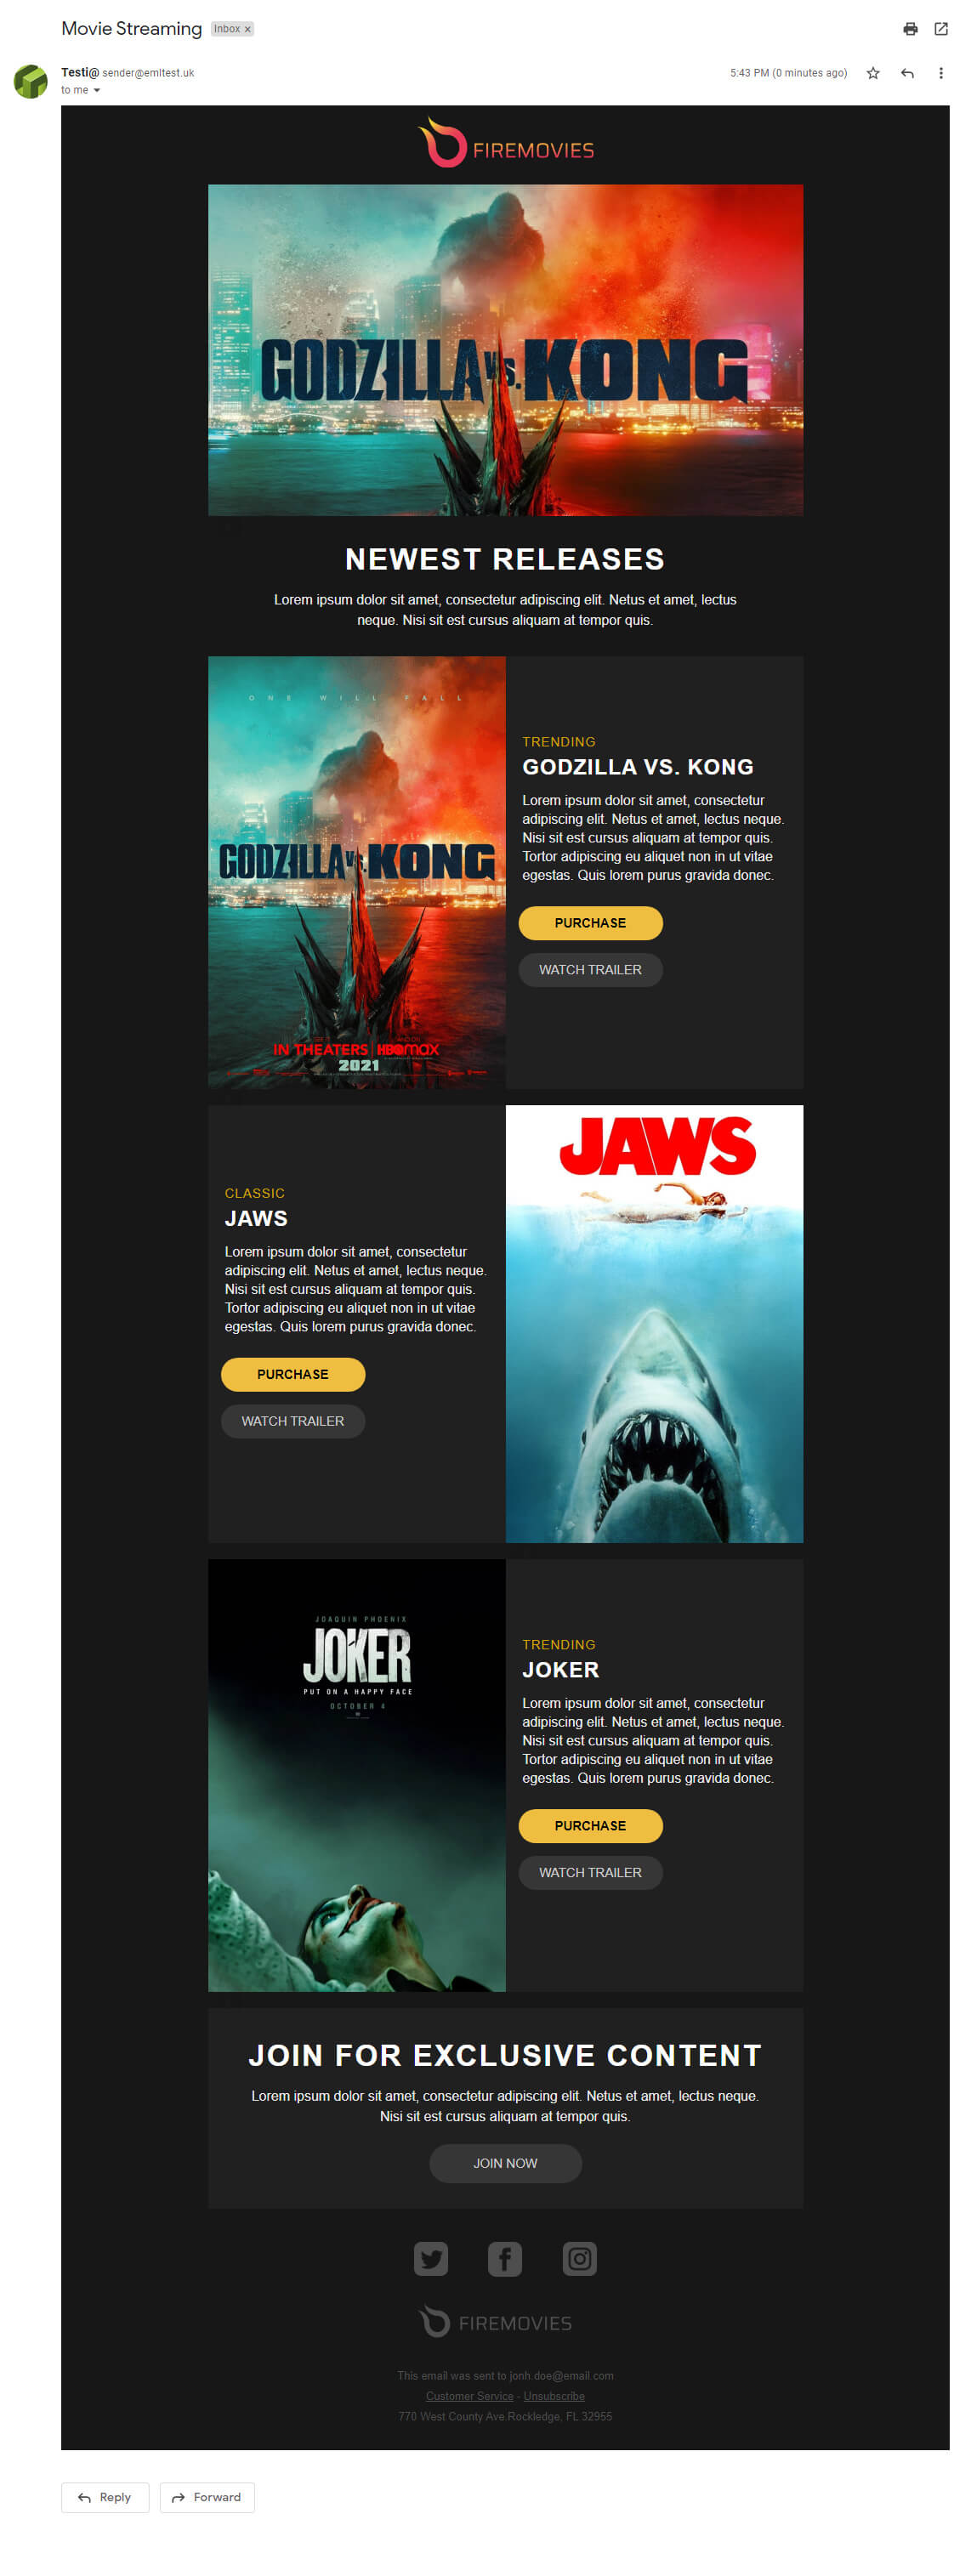 Movie Streaming Inbox x
Testi@ sender@emltest.uk
5:43 PM (0 minutes ago)
to me
FIREMOVIES
GODZILLA VS. KONG
NEWEST RELEASES
Lorem ipsum dolor sit amet, consectetur adipiscing elit. Netus et amet, lectus
neque. Nisi sit est cursus aliquam at tempor quis.
ONE WILL FALL
GODZILLA VS. KONG
IN THEATERS | HBOMAX
2021
TRENDING
GODZILLA VS. KONG
Lorem ipsum dolor sit amet, consectetur
adipiscing elit. Netus et amet, lectus neque.
Nisi sit est cursus aliquam at tempor quis.
Tortor adipiscing eu aliquet non in ut vitae
egestas. Quis lorem purus gravida donec.
PURCHASE
WATCH TRAILER
CLASSIC
JAWS
Lorem ipsum dolor sit amet, consectetur
adipiscing elit. Netus et amet, lectus neque.
Nisi sit est cursus aliquam at tempor quis.
Tortor adipiscing eu aliquet non in ut vitae
egestas. Quis lorem purus gravida donec.
PURCHASE
WATCH TRAILER
JAWS
JOAQUIN PHOENIX
JOKER
PUT ON A HAPPY FACE
OCTOBER 4
TRENDING
JOKER
Lorem ipsum dolor sit amet, consectetur
adipiscing elit. Netus et amet, lectus neque.
Nisi sit est cursus aliquam at tempor quis.
Tortor adipiscing eu aliquet non in ut vitae
egestas. Quis lorem purus gravida donec.
PURCHASE
WATCH TRAILER
JOIN FOR EXCLUSIVE CONTENT
Lorem ipsum dolor sit amet, consectetur adipiscing elit. Netus et amet, lectus neque.
Nisi sit est cursus aliquam at tempor quis.
JOIN NOW
FIREMOVIES
This email was sent to jonh.doe@email.com
Customer Service - Unsubscribe
770 West County Ave.Rockledge, FL 32955
Reply
Forward